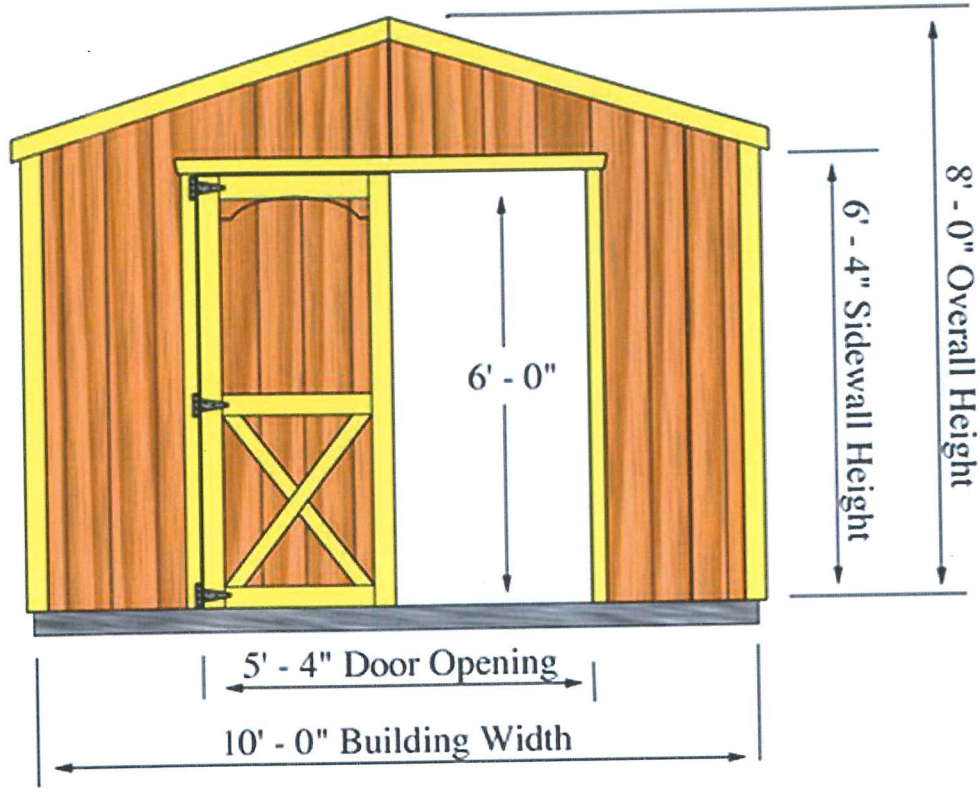 8' - 0" Overall Height
6' - 4" Sidewall Height
6' - 0"
5' - 4" Door Opening
10' - 0" Building Width